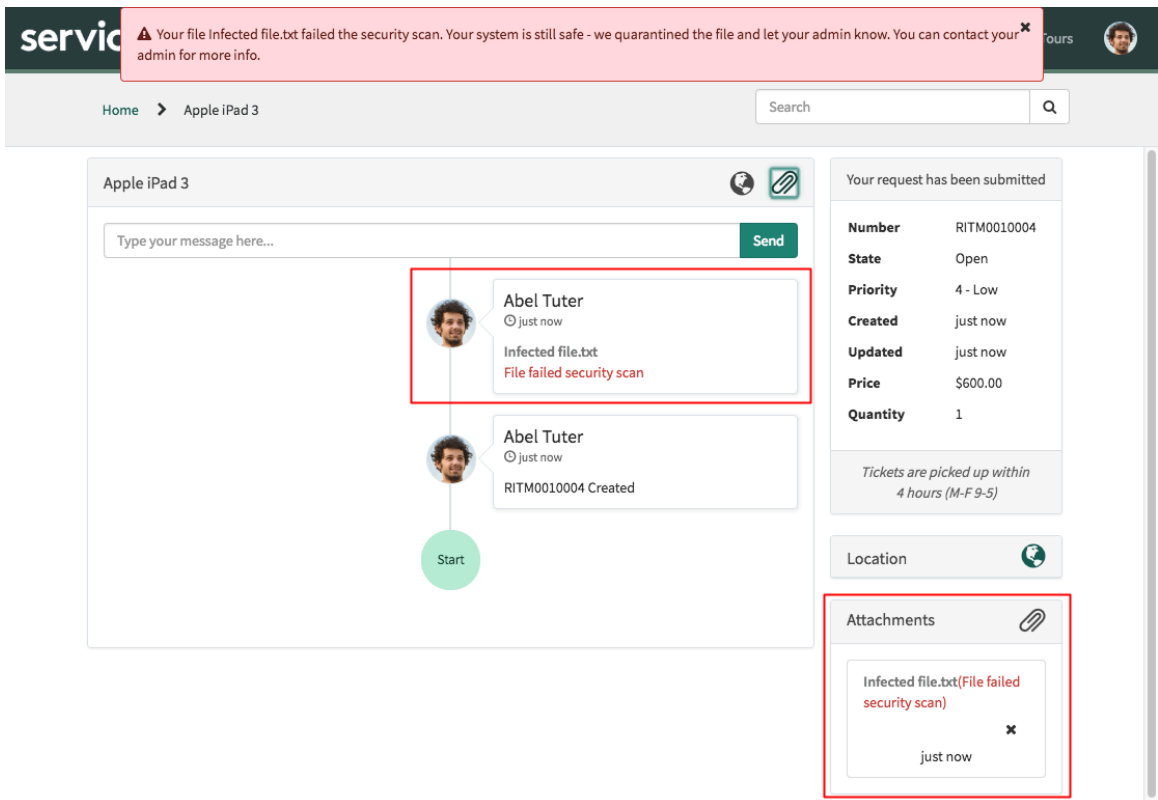 servic
Your file Infected file.txt failed the security scan. Your system is still safe - we quarantined the file and let your admin know. You can contact your
admin for more info.
Tours
Home
Apple iPad 3
Search
Apple iPad 3
Type your message here...
Send
Abel Tuter
just now
Infected file.txt
File failed security scan
Abel Tuter
just now
RITM0010004 Created
Start
Your request has been submitted
Number RITM0010004
State Open
Priority 4 - Low
Created just now
Updated just now
Price $600.00
Quantity 1
Tickets are picked up within
4 hours (M-F 9-5)
Location
Attachments
Infected file.txt(File failed
security scan)
just now